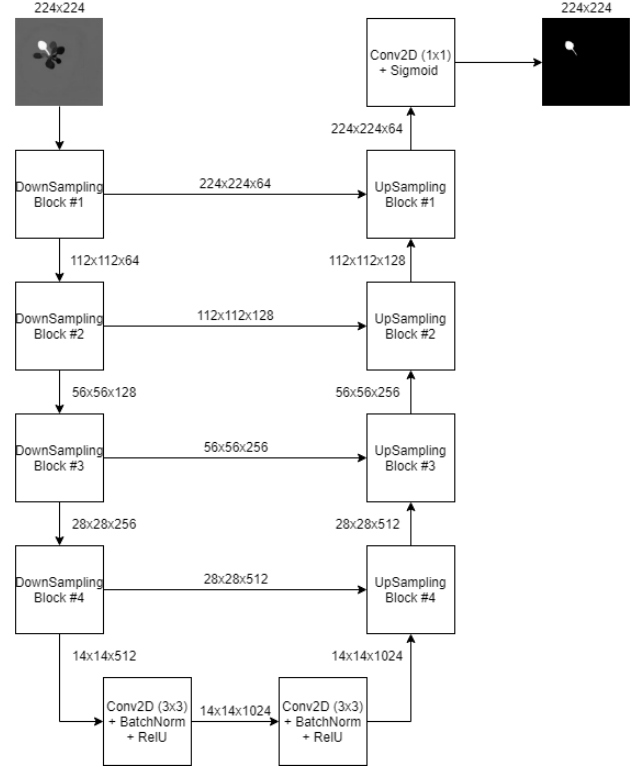 224x224
224x224
Conv2D (1x1)
+ Sigmoid
224x224x64
DownSampling
Block #1
224x224x64
UpSampling
Block #1
112x112x64
112x112x128
DownSampling
Block #2
112x112x128
UpSampling
Block #2
56x56x128
56x56x256
DownSampling
Block #3
56x56x256
UpSampling
Block #3
28x28x256
28x28x512
DownSampling
Block #4
28x28x512
UpSampling
Block #4
14x14x512
14x14x1024
Conv2D (3x3)
+ BatchNorm
+ RelU
14x14x1024
Conv2D (3x3)
+ BatchNorm
+ RelU